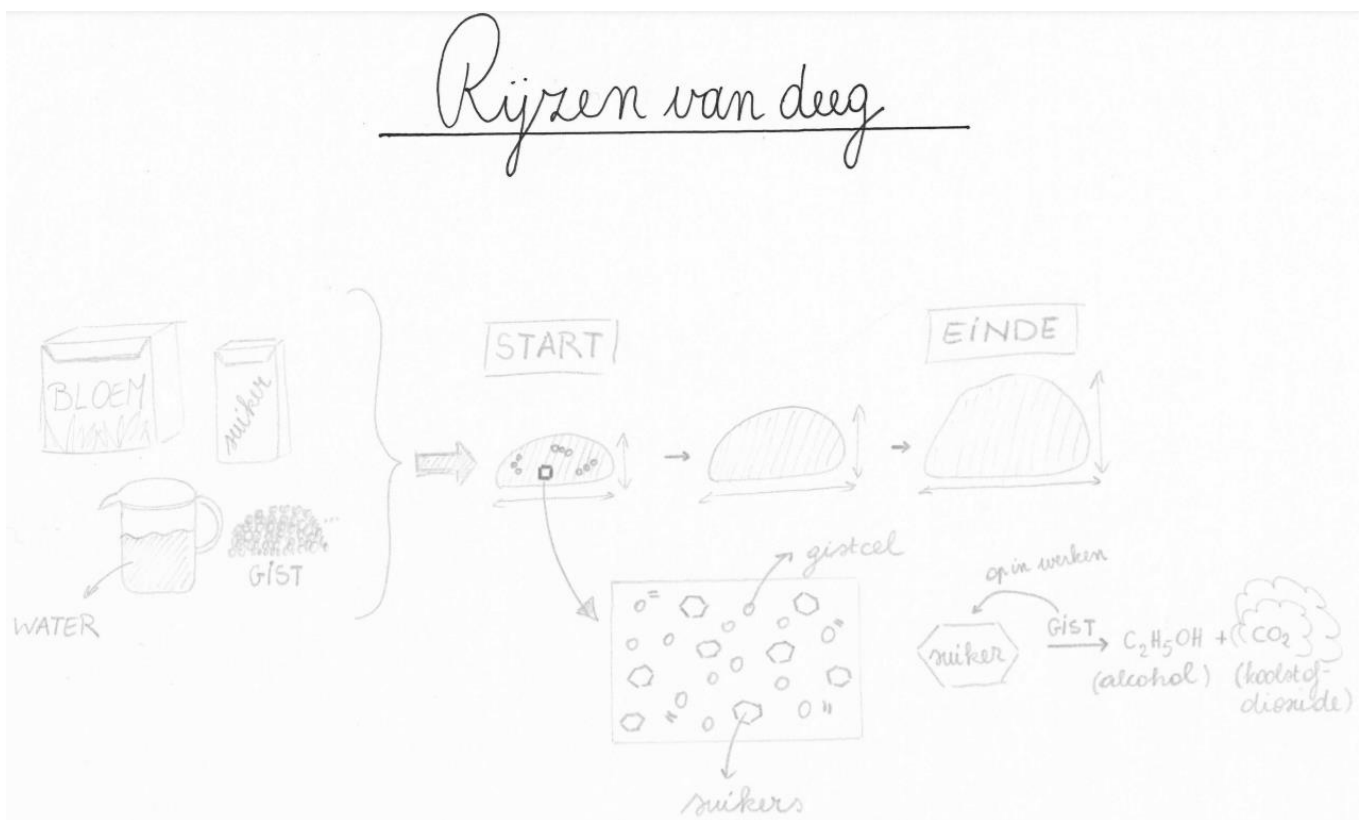 Rijzen van deeg
BLOEM
suiker
WATER
GIST
START
EINDE
gistcel
suikers
op in werken
suiker
GIST
C₂H₅OH + CO₂
(alcohol) (koolstof-
dioxide)